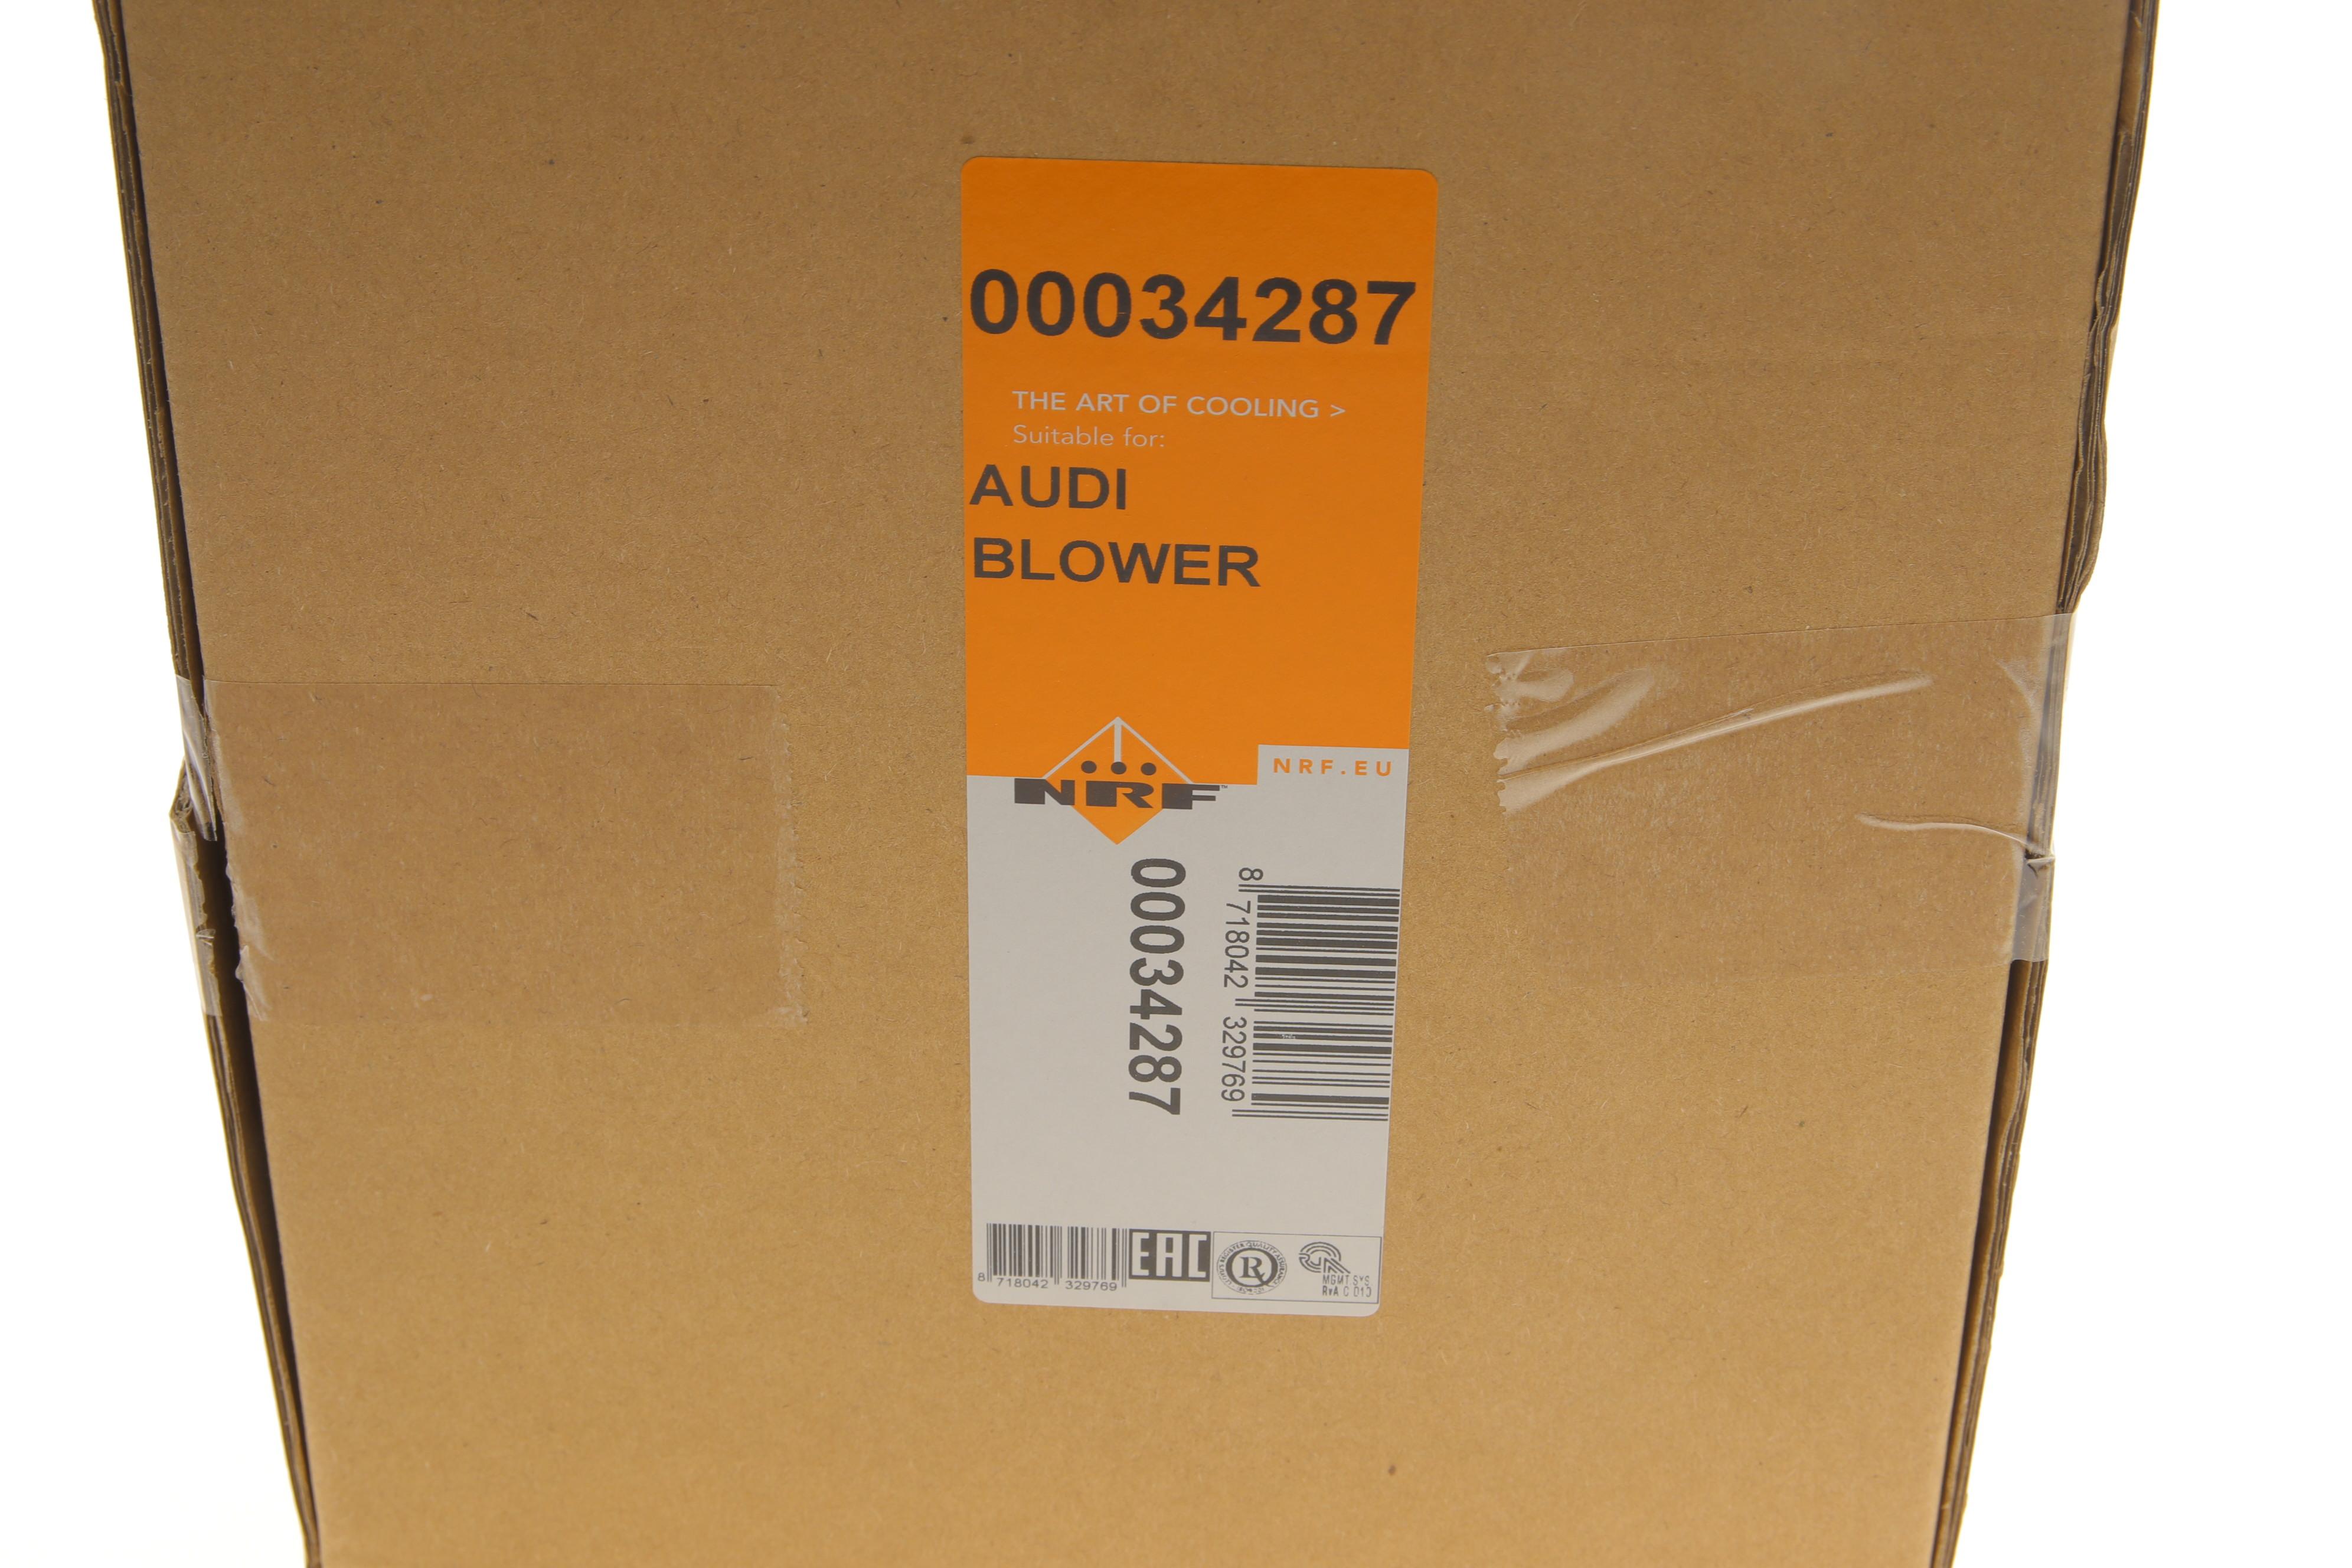 00034287
THE ART OF COOLING >
Suitable for:
AUDI
BLOWER
NRF.EU
NRF™
00034287
8 718042 329769
8 718042 329769
EAC
MGMT SYS
RvA C 010